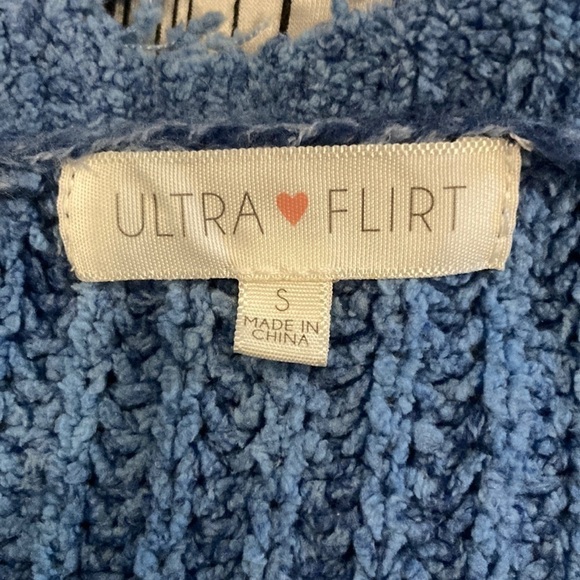 ULTRA ♥ FLIRT
S
MADE IN
CHINA